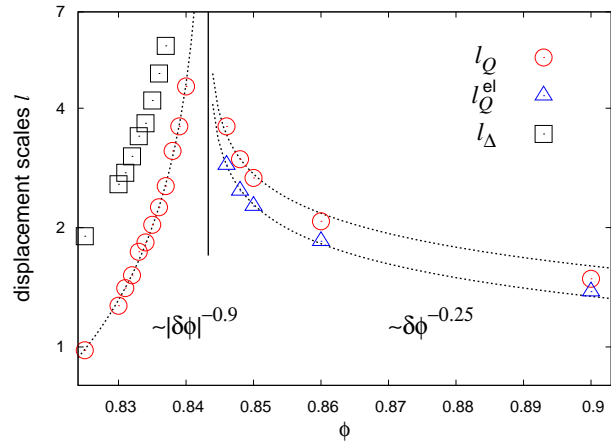 displacement scales l
7
4
2
1
l_Q
l_Q^el
l_Δ
~|δϕ|^−0.9
~δϕ^−0.25
0.83 0.84 0.85 0.86 0.87 0.88 0.89 0.9
ϕ